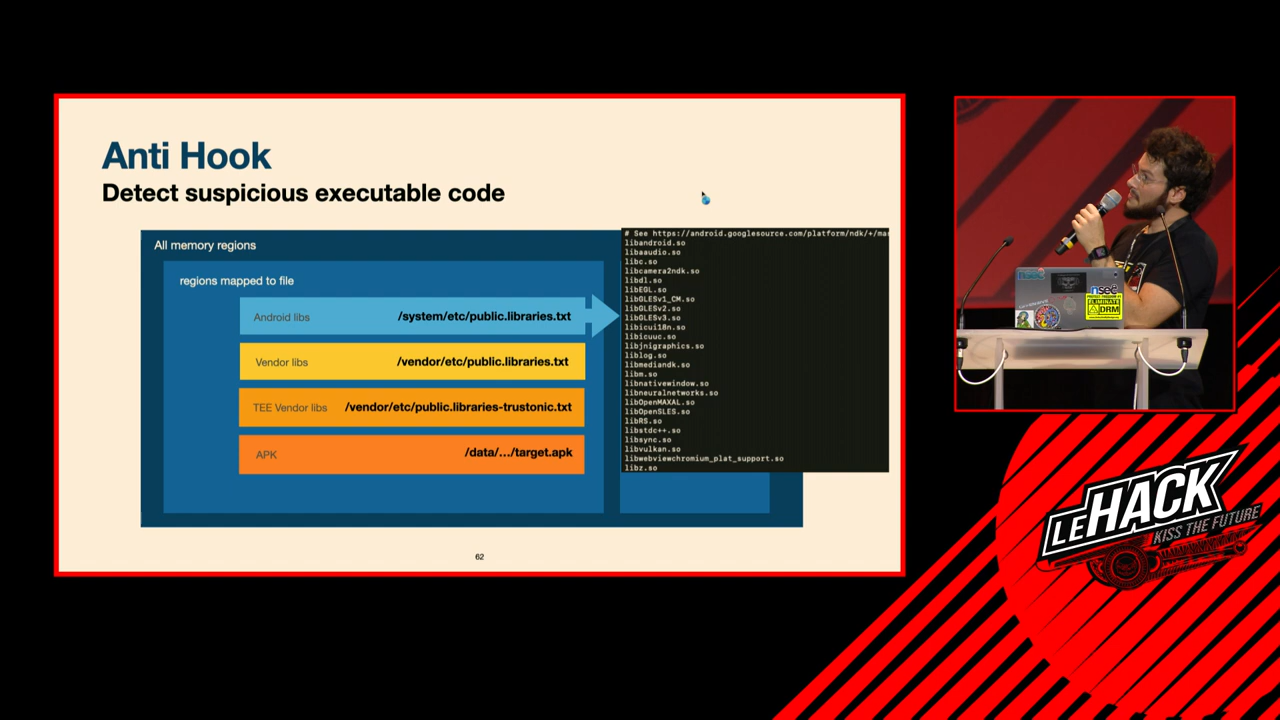 Anti Hook
Detect suspicious executable code
All memory regions
regions mapped to file
Android libs /system/etc/public.libraries.txt
Vendor libs /vendor/etc/public.libraries.txt
TEE Vendor libs /vendor/etc/public.libraries-trustonic.txt
APK /data/.../target.apk
# See https://android.googlesource.com/platform/ndk/+/ma
libandroid.so
libaaudio.so
libc.so
libcamera2ndk.so
libdl.so
libEGL.so
libGLESv1_CM.so
libGLESv2.so
libGLESv3.so
libicui18n.so
libicuuc.so
libjnigraphics.so
liblog.so
libmediandk.so
libm.so
libnativewindow.so
libneuralnetworks.so
libOpenMAXAL.so
libOpenSLES.so
libRS.so
libstdc++.so
libsync.so
libvulkan.so
libwebviewchromium_plat_support.so
libz.so
62
nsec
ELIMINATE
DRM
LEHACK
KISS THE FUTURE